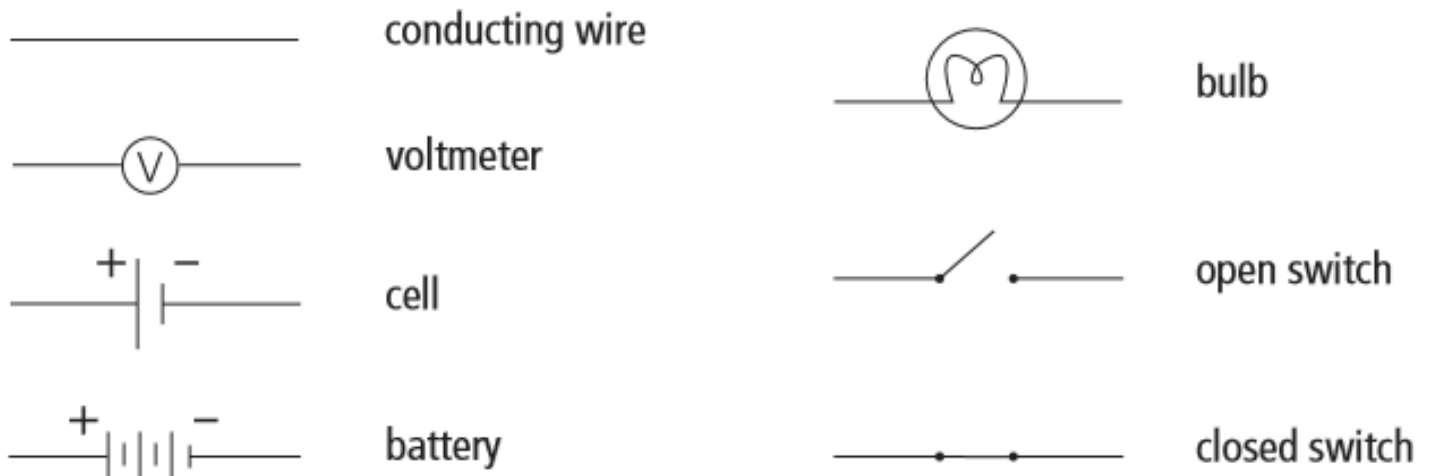 conducting wire
V
voltmeter
+ −
cell
+ −
battery
bulb
open switch
closed switch